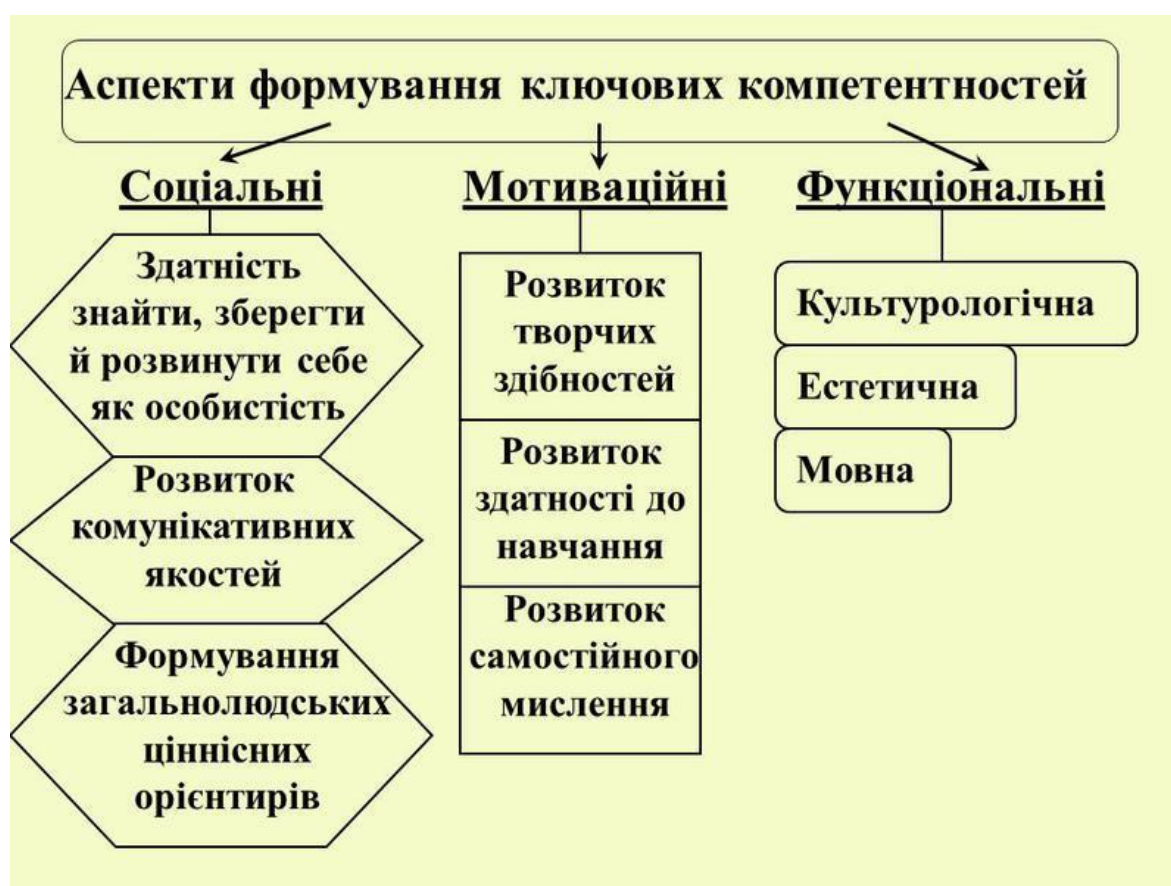 Аспекти формування ключових компетентностей
Соціальні
Здатність
знайти, зберегти
й розвинути себе
як особистість
Розвиток
комунікативних
якостей
Формування
загальнолюдських
ціннісних
орієнтирів
Мотиваційні
Розвиток
творчих
здібностей
Розвиток
здатності до
навчання
Розвиток
самостійного
мислення
Функціональні
Культурологічна
Естетична
Мовна